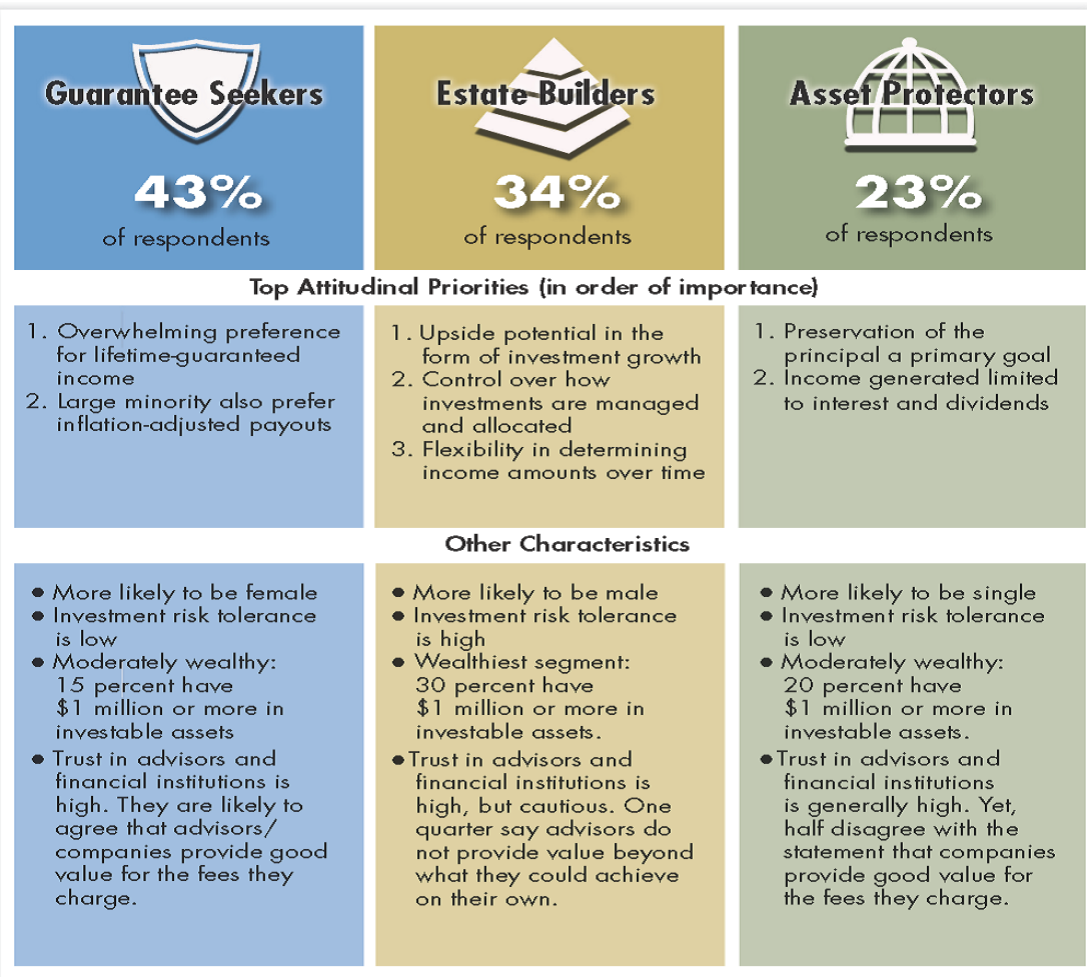 Guarantee Seekers
43%
of respondents
Estate Builders
34%
of respondents
Asset Protectors
23%
of respondents
Top Attitudinal Priorities (in order of importance)
1. Overwhelming preference
for lifetime-guaranteed
income
2. Large minority also prefer
inflation-adjusted payouts
1. Upside potential in the
form of investment growth
2. Control over how
investments are managed
and allocated
3. Flexibility in determining
income amounts over time
1. Preservation of the
principal a primary goal
2. Income generated limited
to interest and dividends
Other Characteristics
• More likely to be female
• Investment risk tolerance
is low
• Moderately wealthy:
15 percent have
$1 million or more in
investable assets
• Trust in advisors and
financial institutions is
high. They are likely to
agree that advisors/
companies provide good
value for the fees they
charge.
• More likely to be male
• Investment risk tolerance
is high
• Wealthiest segment:
30 percent have
$1 million or more in
investable assets.
• Trust in advisors and
financial institutions is
high, but cautious. One
quarter say advisors do
not provide value beyond
what they could achieve
on their own.
• More likely to be single
• Investment risk tolerance
is low
• Moderately wealthy:
20 percent have
$1 million or more in
investable assets.
• Trust in advisors and
financial institutions
is generally high. Yet,
half disagree with the
statement that companies
provide good value for
the fees they charge.